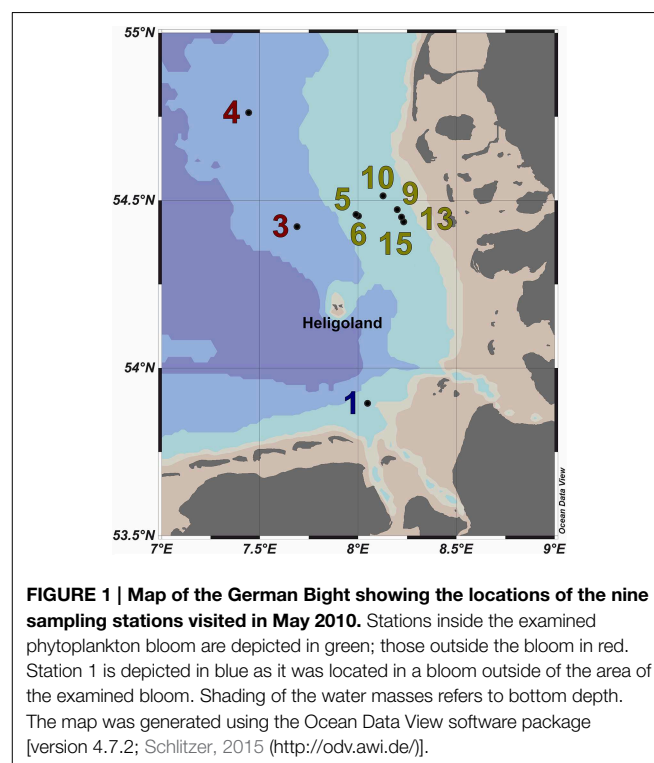 55°N
4
10
9
54.5°N
5
13
3
6
15
Heligoland
54°N
1
Ocean Data View
53.5°N
7°E 7.5°E 8°E 8.5°E 9°E
FIGURE 1 | Map of the German Bight showing the locations of the nine
sampling stations visited in May 2010. Stations inside the examined
phytoplankton bloom are depicted in green; those outside the bloom in red.
Station 1 is depicted in blue as it was located in a bloom outside of the area of
the examined bloom. Shading of the water masses refers to bottom depth.
The map was generated using the Ocean Data View software package
[version 4.7.2; Schlitzer, 2015 (http://odv.awi.de/)].